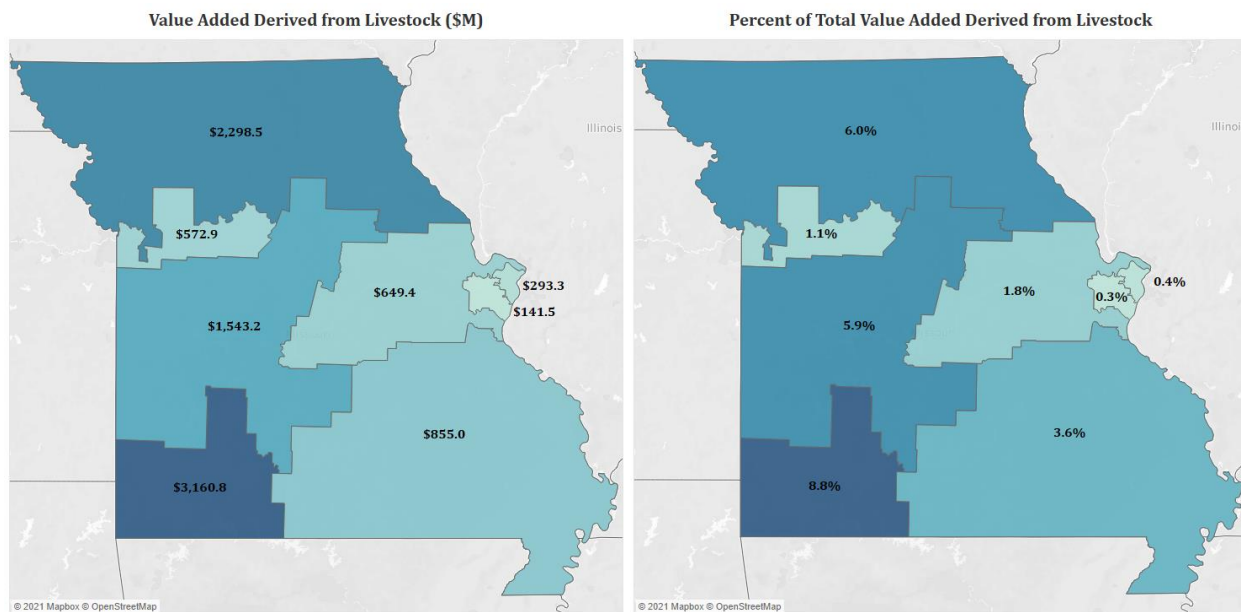 Value Added Derived from Livestock ($M)
$2,298.5
Illinois
$572.9
$293.3
$649.4
$141.5
$1,543.2
$855.0
$3,160.8
© 2021 Mapbox © OpenStreetMap
Percent of Total Value Added Derived from Livestock
6.0%
Illinoi
1.1%
0.4%
1.8%
0.3%
5.9%
3.6%
8.8%
© 2021 Mapbox © OpenStreetMap